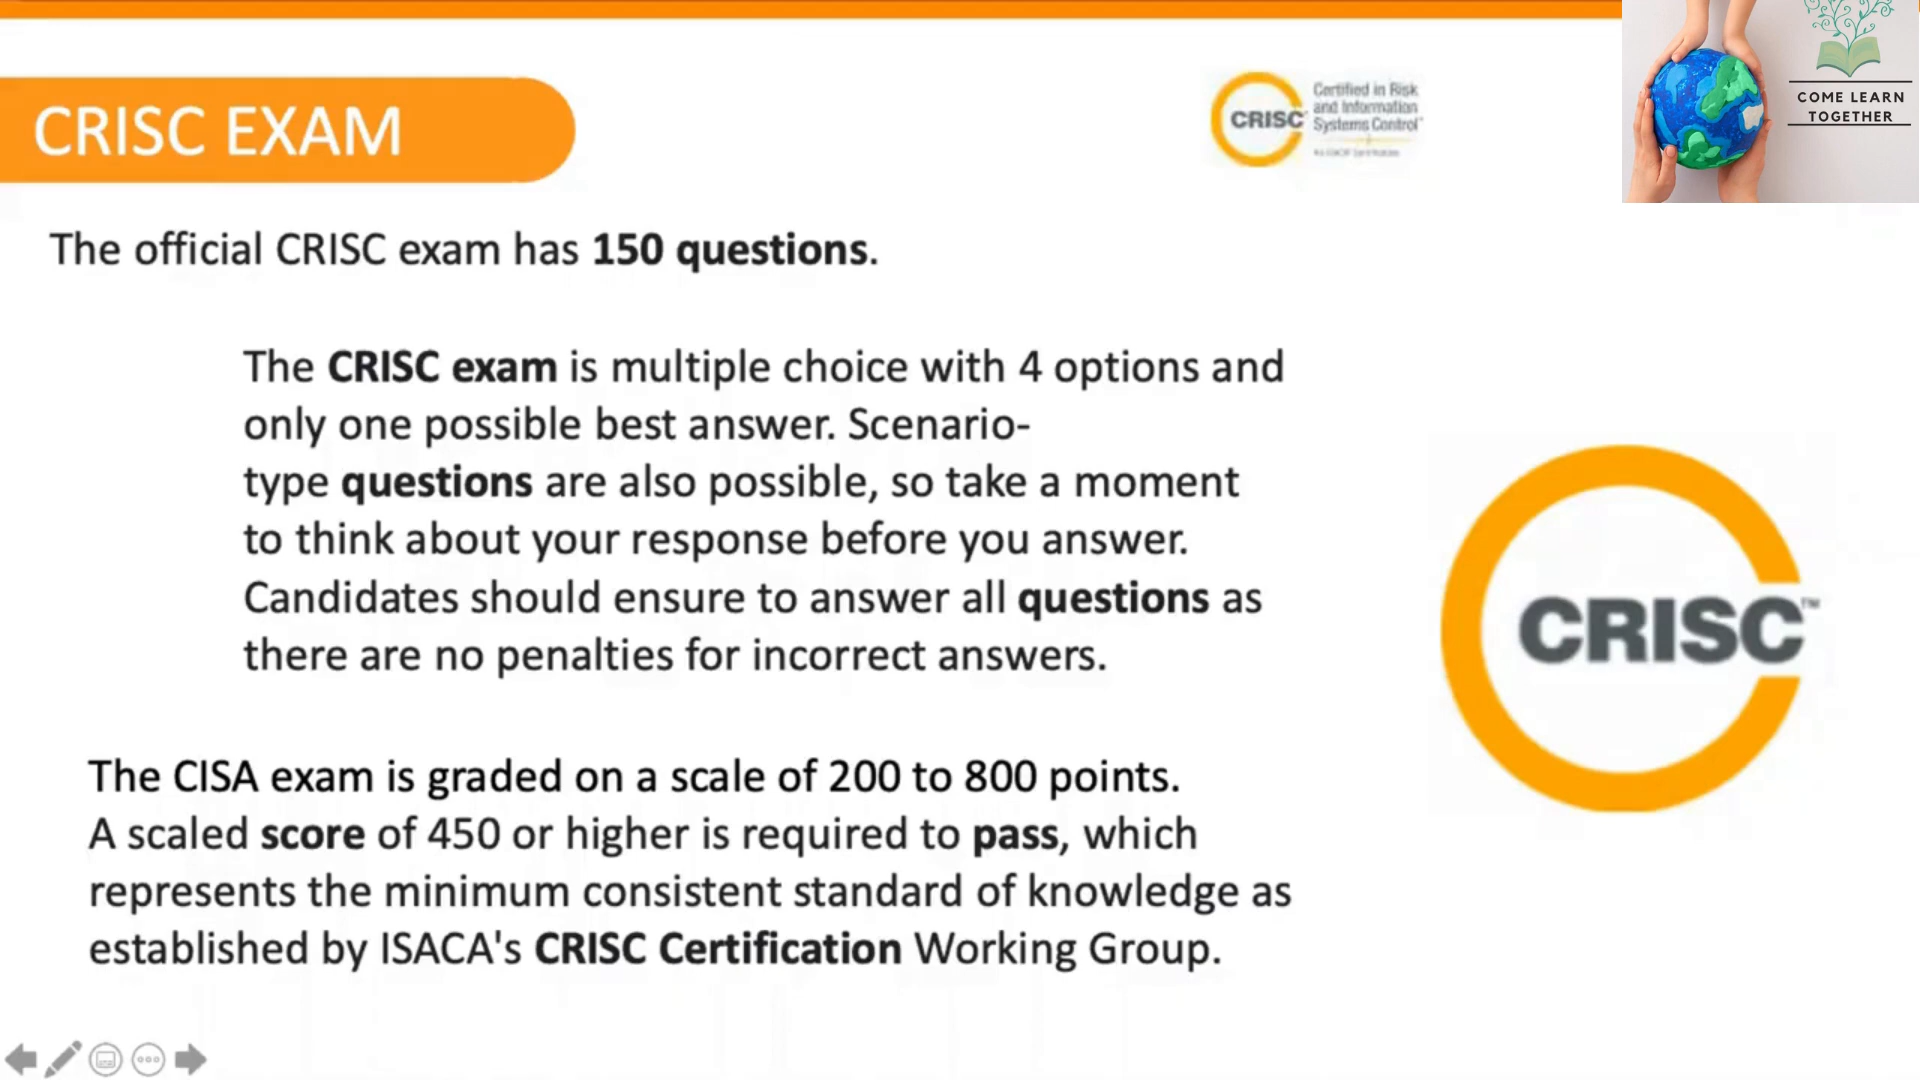 COME LEARN
TOGETHER
CRISC EXAM
CRISC
Certified in Risk
and Information
Systems Control
The official CRISC exam has 150 questions.
The CRISC exam is multiple choice with 4 options and
only one possible best answer. Scenario-
type questions are also possible, so take a moment
to think about your response before you answer.
Candidates should ensure to answer all questions as
there are no penalties for incorrect answers.
CRISC™
The CISA exam is graded on a scale of 200 to 800 points.
A scaled score of 450 or higher is required to pass, which
represents the minimum consistent standard of knowledge as
established by ISACA's CRISC Certification Working Group.